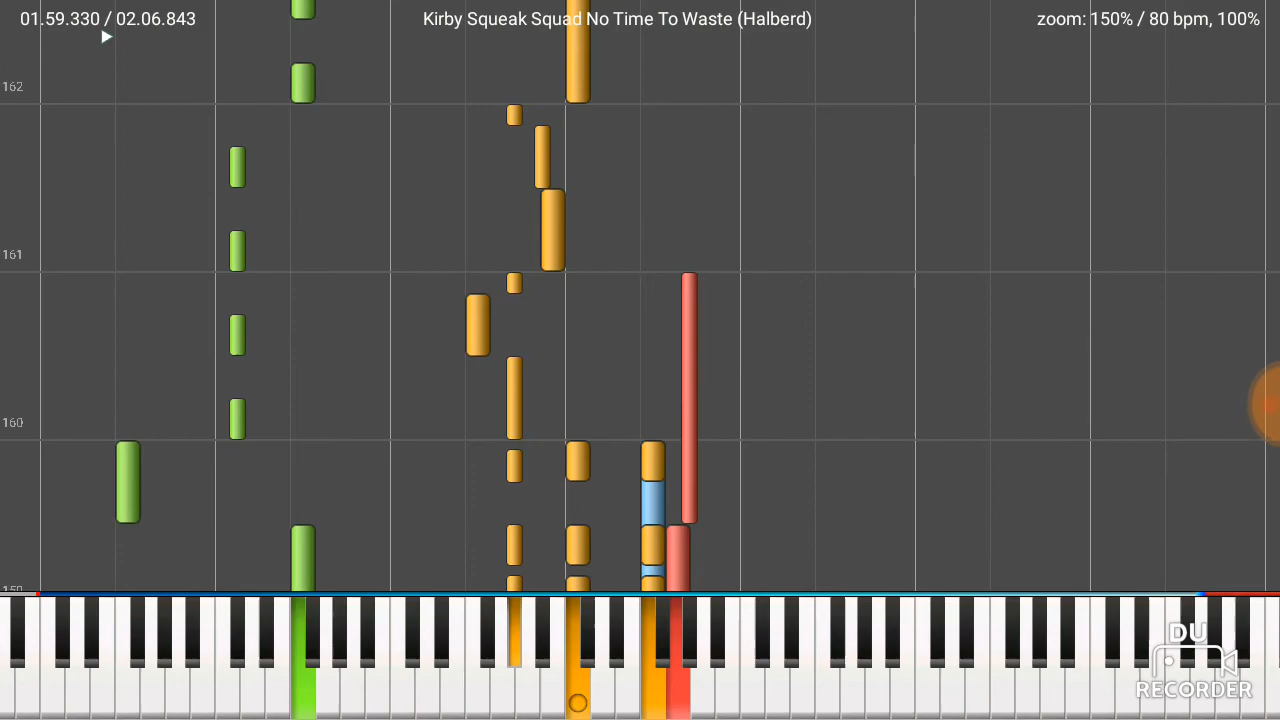 01.59.330 / 02.06.843
Kirby Squeak Squad No Time To Waste (Halberd)
zoom: 150% / 80 bpm, 100%
162
161
160
DU
RECORDER